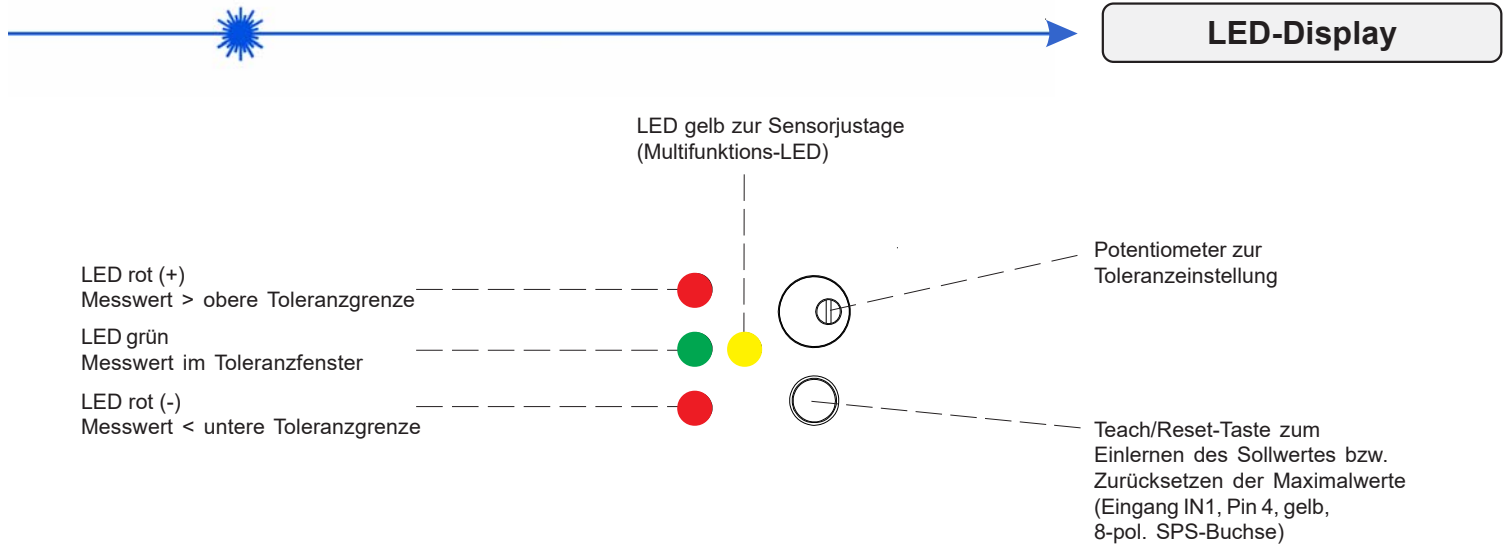 LED-Display
LED gelb zur Sensorjustage
(Multifunktions-LED)
LED rot (+)
Messwert > obere Toleranzgrenze
LED grün
Messwert im Toleranzfenster
LED rot (-)
Messwert < untere Toleranzgrenze
Potentiometer zur
Toleranzeinstellung
Teach/Reset-Taste zum
Einlernen des Sollwertes bzw.
Zurücksetzen der Maximalwerte
(Eingang IN1, Pin 4, gelb,
8-pol. SPS-Buchse)